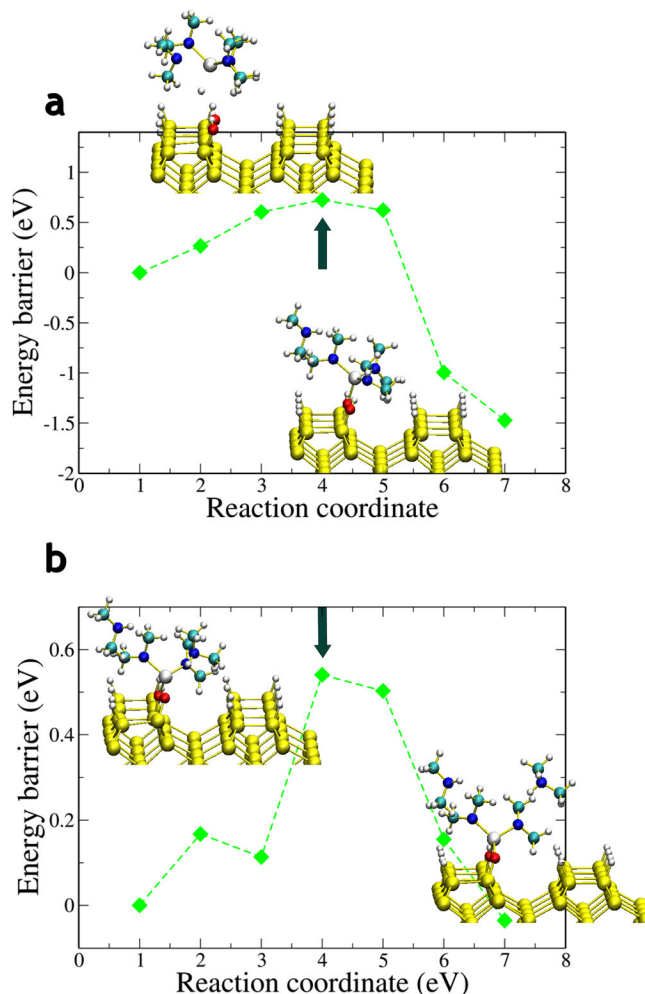 a
1
0.5
0
-0.5
-1
-1.5
-2
Energy barrier (eV)
0 1 2 3 4 5 6 7 8
Reaction coordinate
b
0.6
0.4
0.2
0
Energy barrier (eV)
0 1 2 3 4 5 6 7 8
Reaction coordinate (eV)